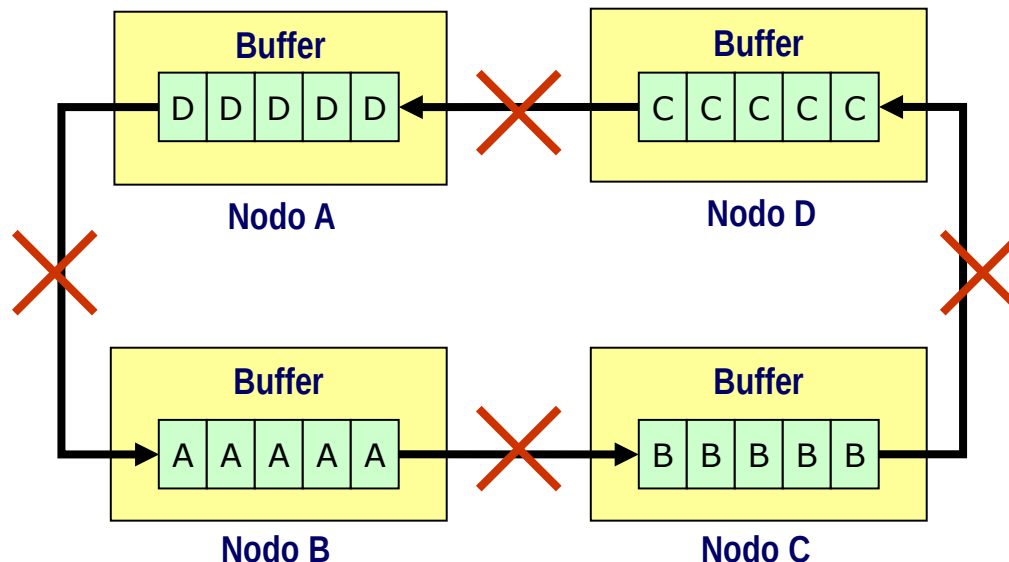 Buffer
D D D D D
Nodo A
Buffer
C C C C C
Nodo D
Buffer
A A A A A
Nodo B
Buffer
B B B B B
Nodo C